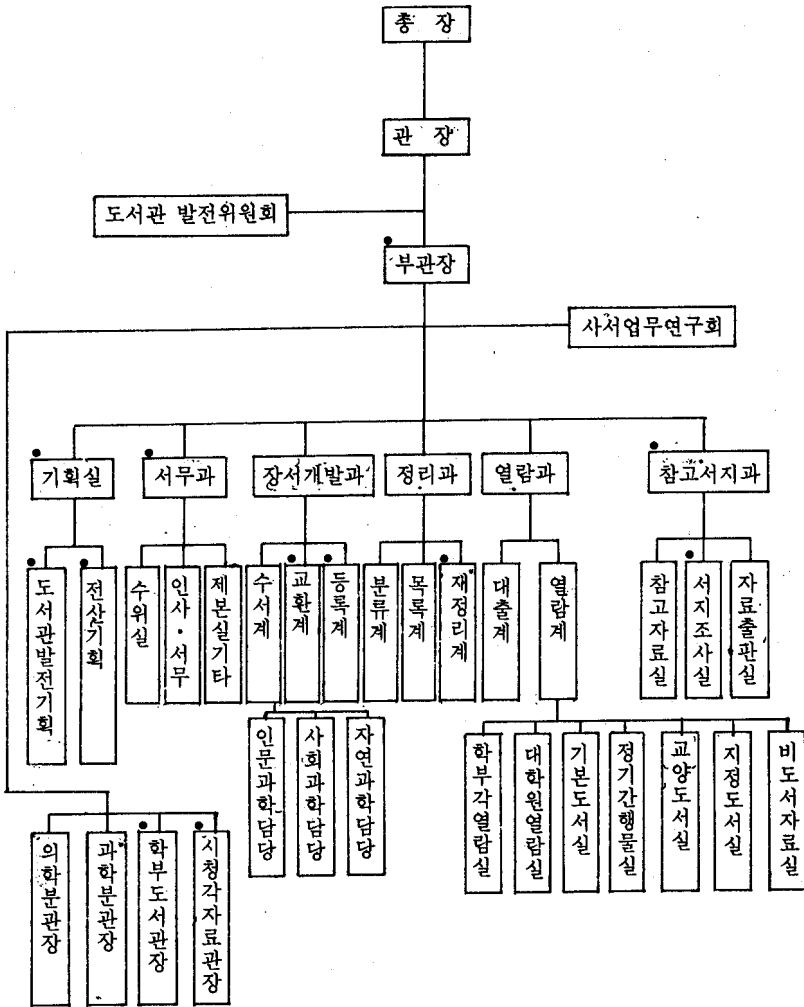 총 장
관 장
도서관 발전위원회
부관장
사서업무연구회
기획실
서무과
장서개발과
정리과
열람과
참고서지과
도서관발전기획
전산기획
수위실
인사·서무
제본실기타
수서계
교환계
등록계
분류계
목록계
재정리계
대출계
열람계
참고자료실
서지조사실
자료출판실
인문과학담당
사회과학담당
자연과학담당
학부각열람실
대학원열람실
기본도서실
정기간행물실
교양도서실
지정도서실
비도서자료실
의학분관장
과학분관장
학부도서관장
시청각자료관장